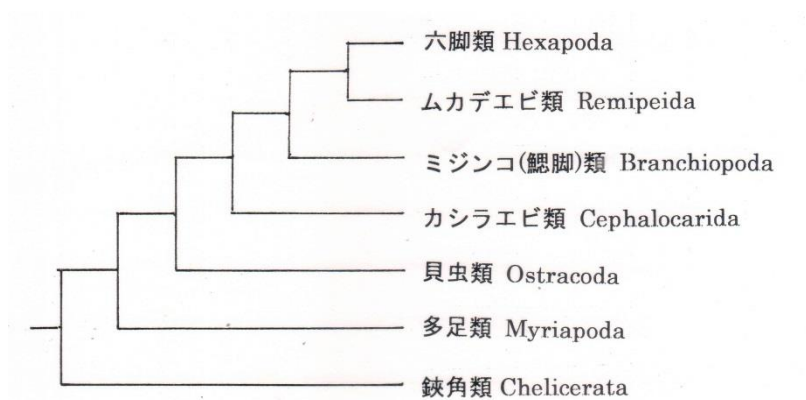 六脚類 Hexapoda
ムカデエビ類 Remipeida
ミジンコ(鰓脚)類 Branchiopoda
カシラエビ類 Cephalocarida
貝虫類 Ostracoda
多足類 Myriapoda
鋏角類 Chelicerata